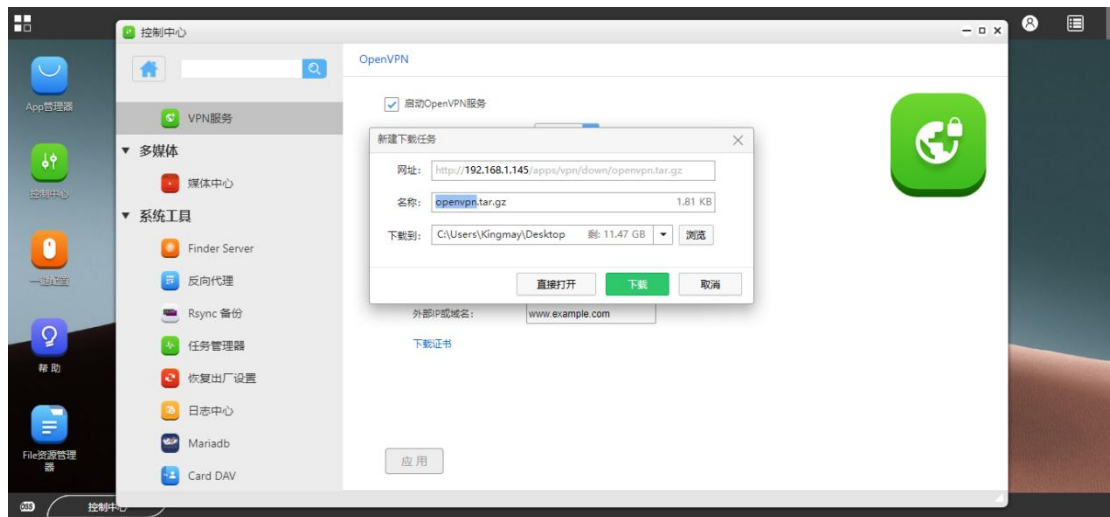 控制中心
OpenVPN
App管理器
启动OpenVPN服务
VPN服务
新建下载任务
多媒体
网址: http://192.168.1.145/apps/vpn/down/openvpn.tar.gz
媒体中心
控制中心
名称: openvpn.tar.gz 1.81 KB
系统工具
下载到: C:\Users\Kingmay\Desktop 剩: 11.47 GB 浏览
Finder Server
一键配置
反向代理
直接打开 下载 取消
Rsync 备份
外部IP或域名: www.example.com
任务管理器
下载证书
帮助
恢复出厂设置
日志中心
File资源管理
器
Mariadb
应用
Card DAV
控制中心